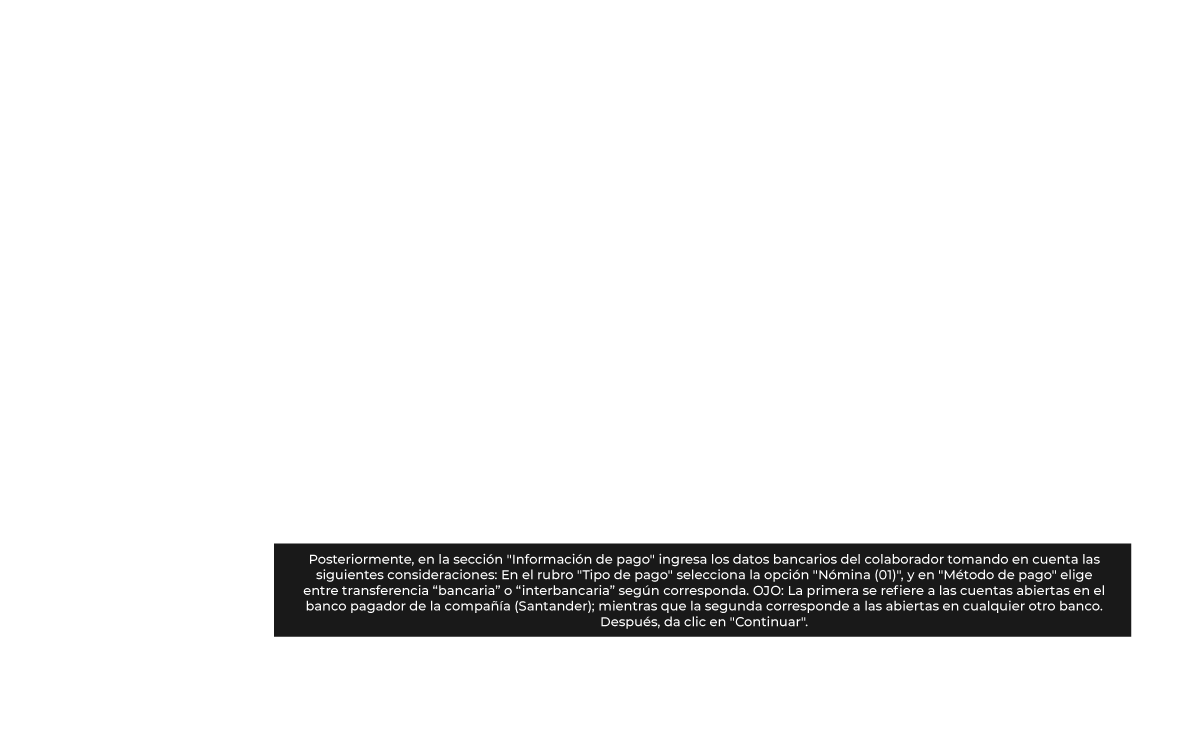 Posteriormente, en la sección "Información de pago" ingresa los datos bancarios del colaborador tomando en cuenta las
siguientes consideraciones: En el rubro "Tipo de pago" selecciona la opción "Nómina (01)", y en "Método de pago" elige
entre transferencia “bancaria” o “interbancaria” según corresponda. OJO: La primera se refiere a las cuentas abiertas en el
banco pagador de la compañía (Santander); mientras que la segunda corresponde a las abiertas en cualquier otro banco.
Después, da clic en "Continuar".